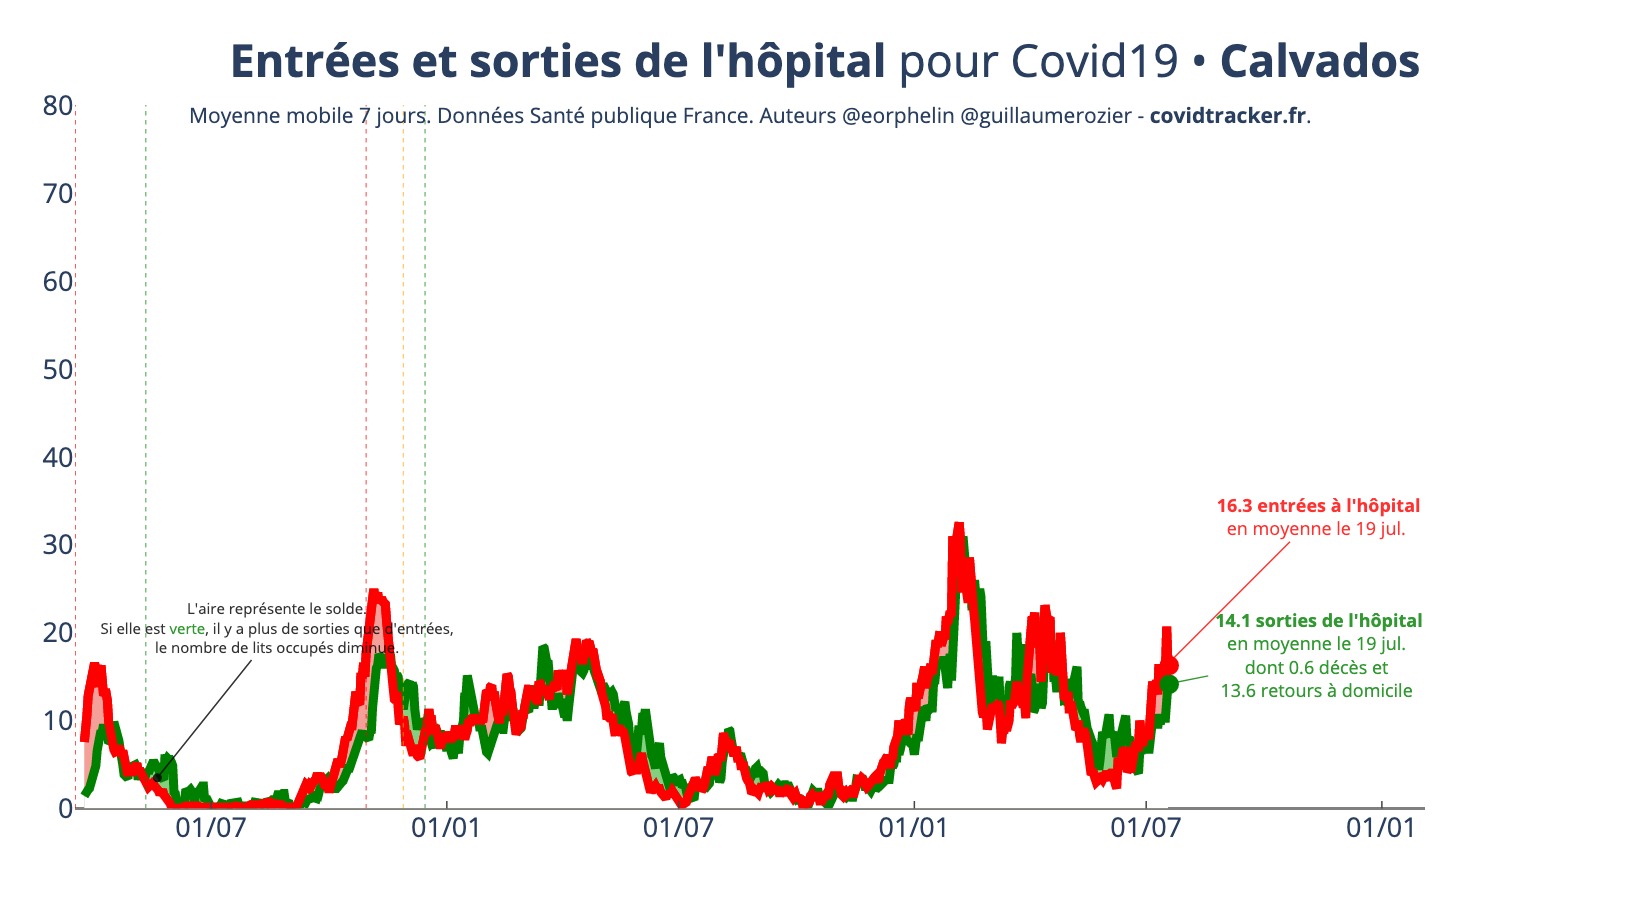 Entrées et sorties de l'hôpital pour Covid19 • Calvados
Moyenne mobile 7 jours. Données Santé publique France. Auteurs @eorphelin @guillaumerozier - covidtracker.fr.
80
70
60
50
40
30
20
10
0
L'aire représente le solde.
Si elle est verte, il y a plus de sorties que d'entrées,
le nombre de lits occupés diminue.
16.3 entrées à l'hôpital
en moyenne le 19 jul.
14.1 sorties de l'hôpital
en moyenne le 19 jul.
dont 0.6 décès et
13.6 retours à domicile
01/07 01/01 01/07 01/01 01/07 01/01